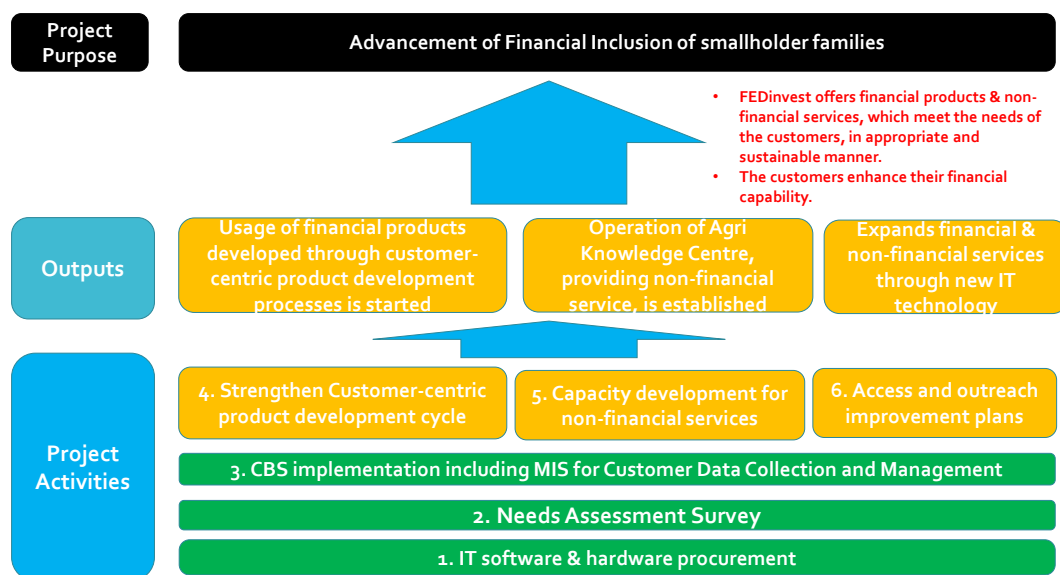 Project
Purpose
Advancement of Financial Inclusion of smallholder families
• FEDinvest offers financial products & non-
financial services, which meet the needs of
the customers, in appropriate and
sustainable manner.
• The customers enhance their financial
capability.
Outputs
Usage of financial products
developed through customer-
centric product development
processes is started
Operation of Agri
Knowledge Centre,
providing non-financial
service, is established
Expands financial &
non-financial services
through new IT
technology
Project
Activities
4. Strengthen Customer-centric
product development cycle
5. Capacity development for
non-financial services
6. Access and outreach
improvement plans
3. CBS implementation including MIS for Customer Data Collection and Management
2. Needs Assessment Survey
1. IT software & hardware procurement